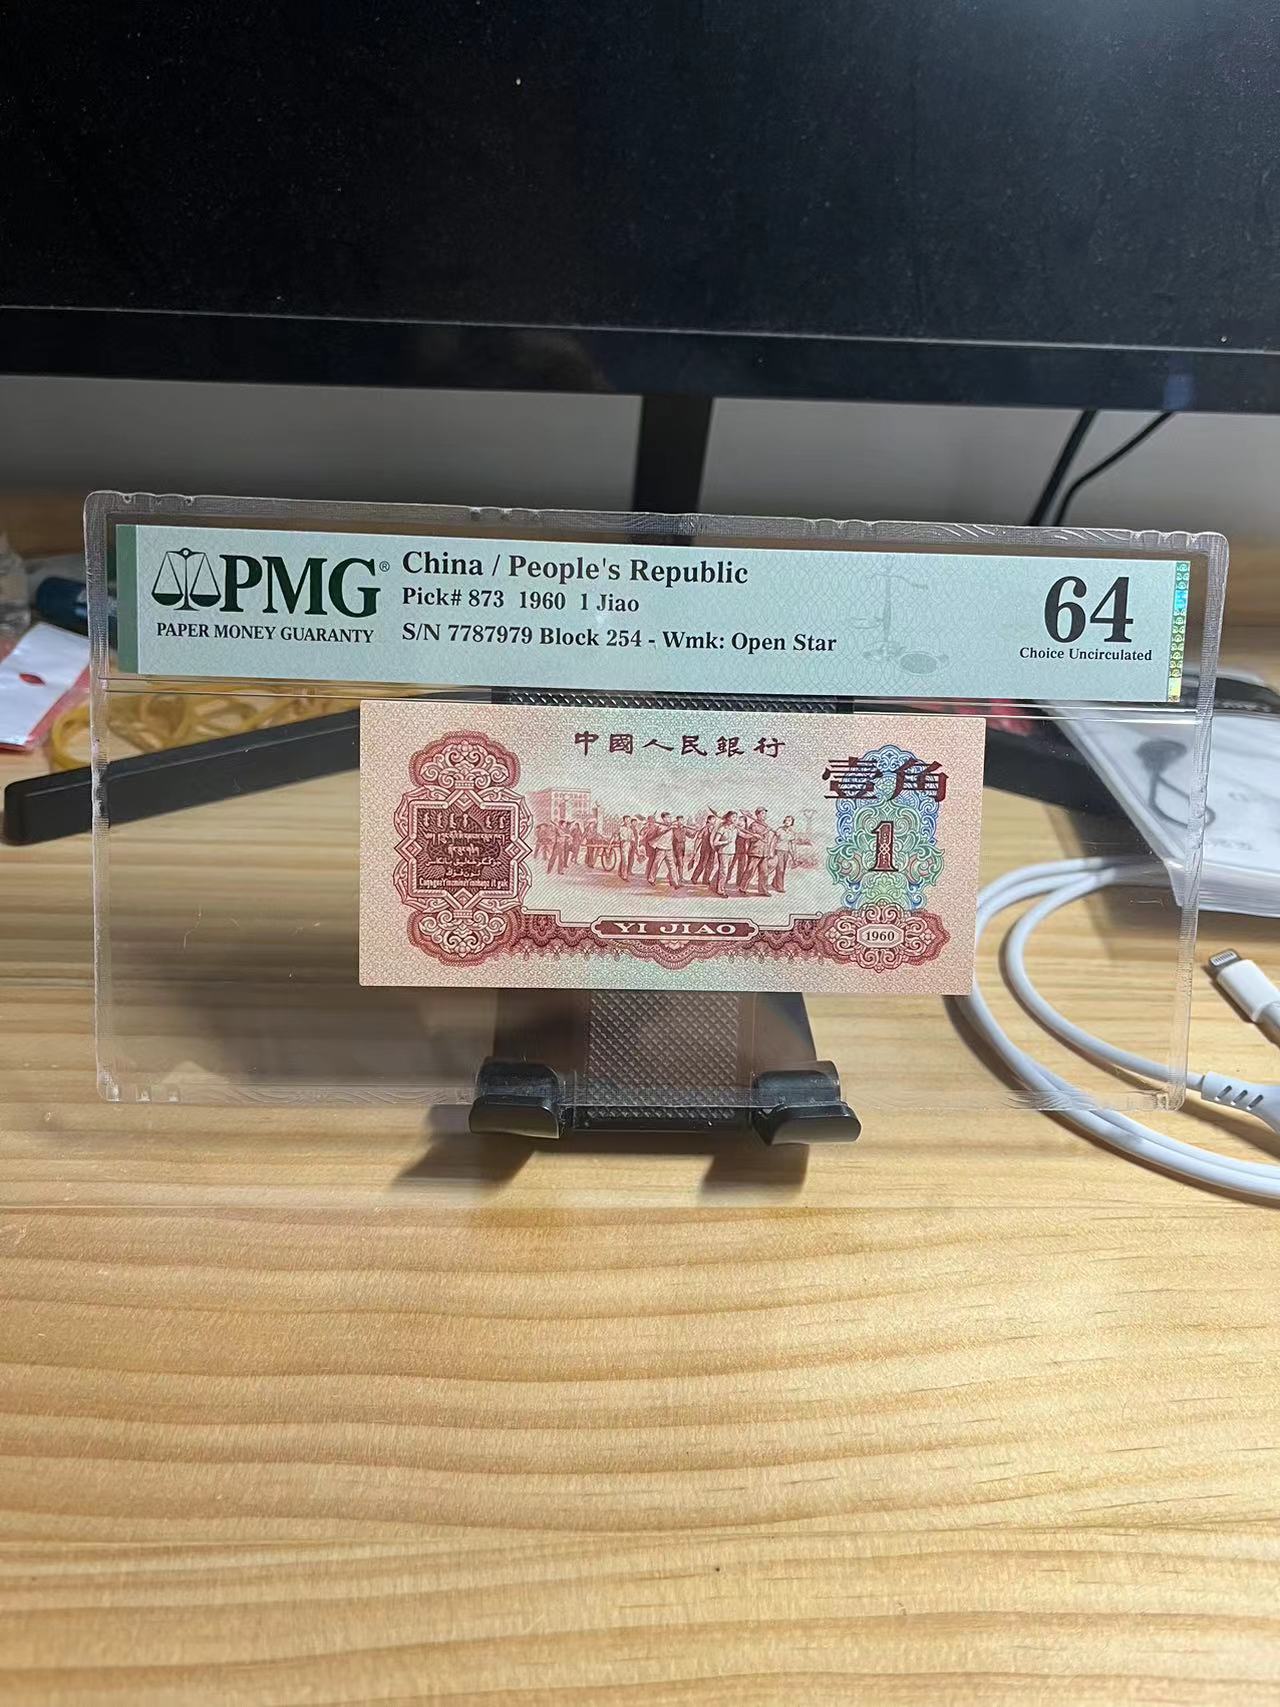 PMG®
PAPER MONEY GUARANTY
China / People's Republic
Pick# 873 1960 1 Jiao
S/N 7787979 Block 254 - Wmk: Open Star
64
Choice Uncirculated
中國人民銀行
壹角
1
YI JIAO
1960